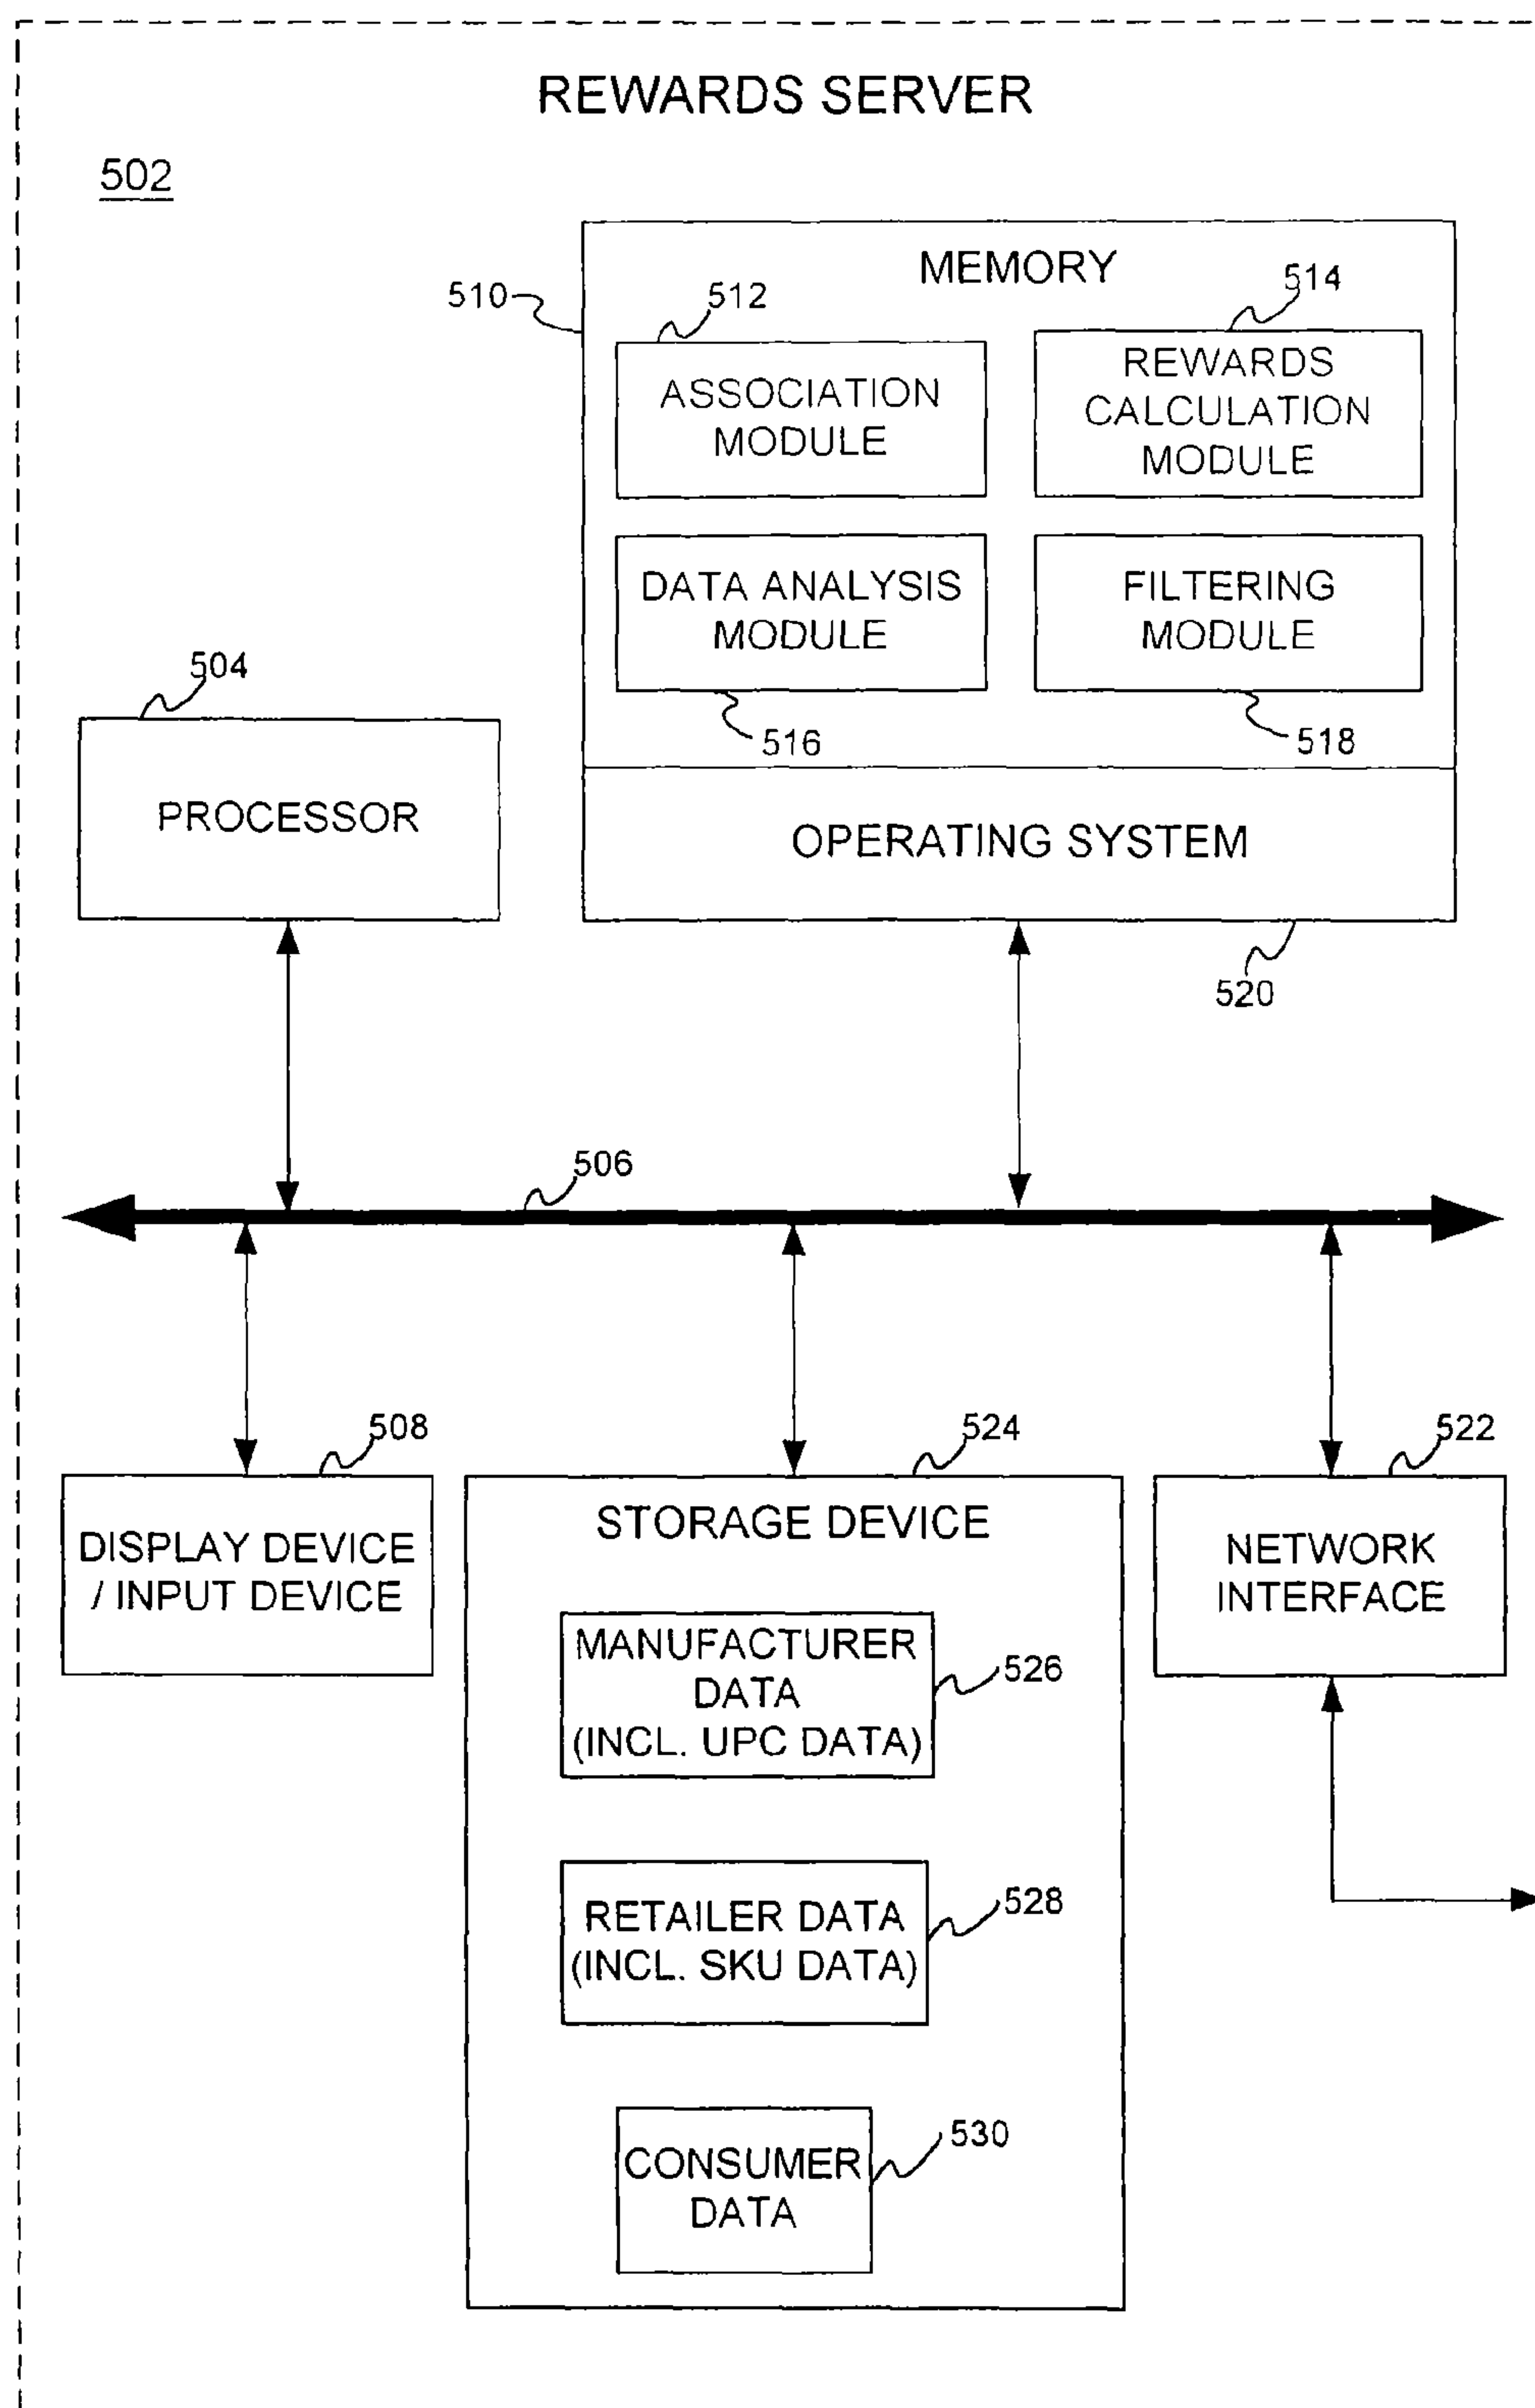 REWARDS SERVER
502
MEMORY
510
512
514
ASSOCIATION
MODULE
REWARDS
CALCULATION
MODULE
DATA ANALYSIS
MODULE
FILTERING
MODULE
504
516
518
PROCESSOR
OPERATING SYSTEM
520
506
508
524
522
DISPLAY DEVICE
/ INPUT DEVICE
STORAGE DEVICE
NETWORK
INTERFACE
MANUFACTURER
DATA
(INCL. UPC DATA)
526
RETAILER DATA
(INCL. SKU DATA)
528
CONSUMER
DATA
530